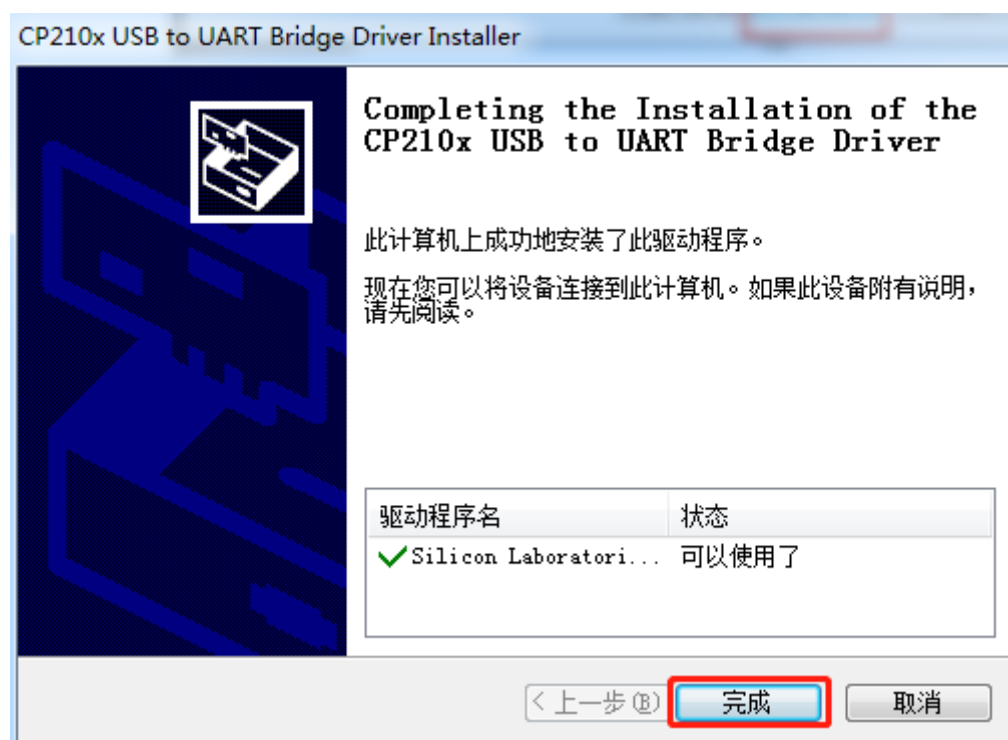 CP210x USB to UART Bridge Driver Installer
Completing the Installation of the
CP210x USB to UART Bridge Driver
此计算机上成功地安装了此驱动程序。
现在您可以将设备连接到此计算机。如果此设备附有说明，
请先阅读。
驱动程序名 状态
Silicon Laboratori... 可以使用了
< 上一步(B) 完成 取消